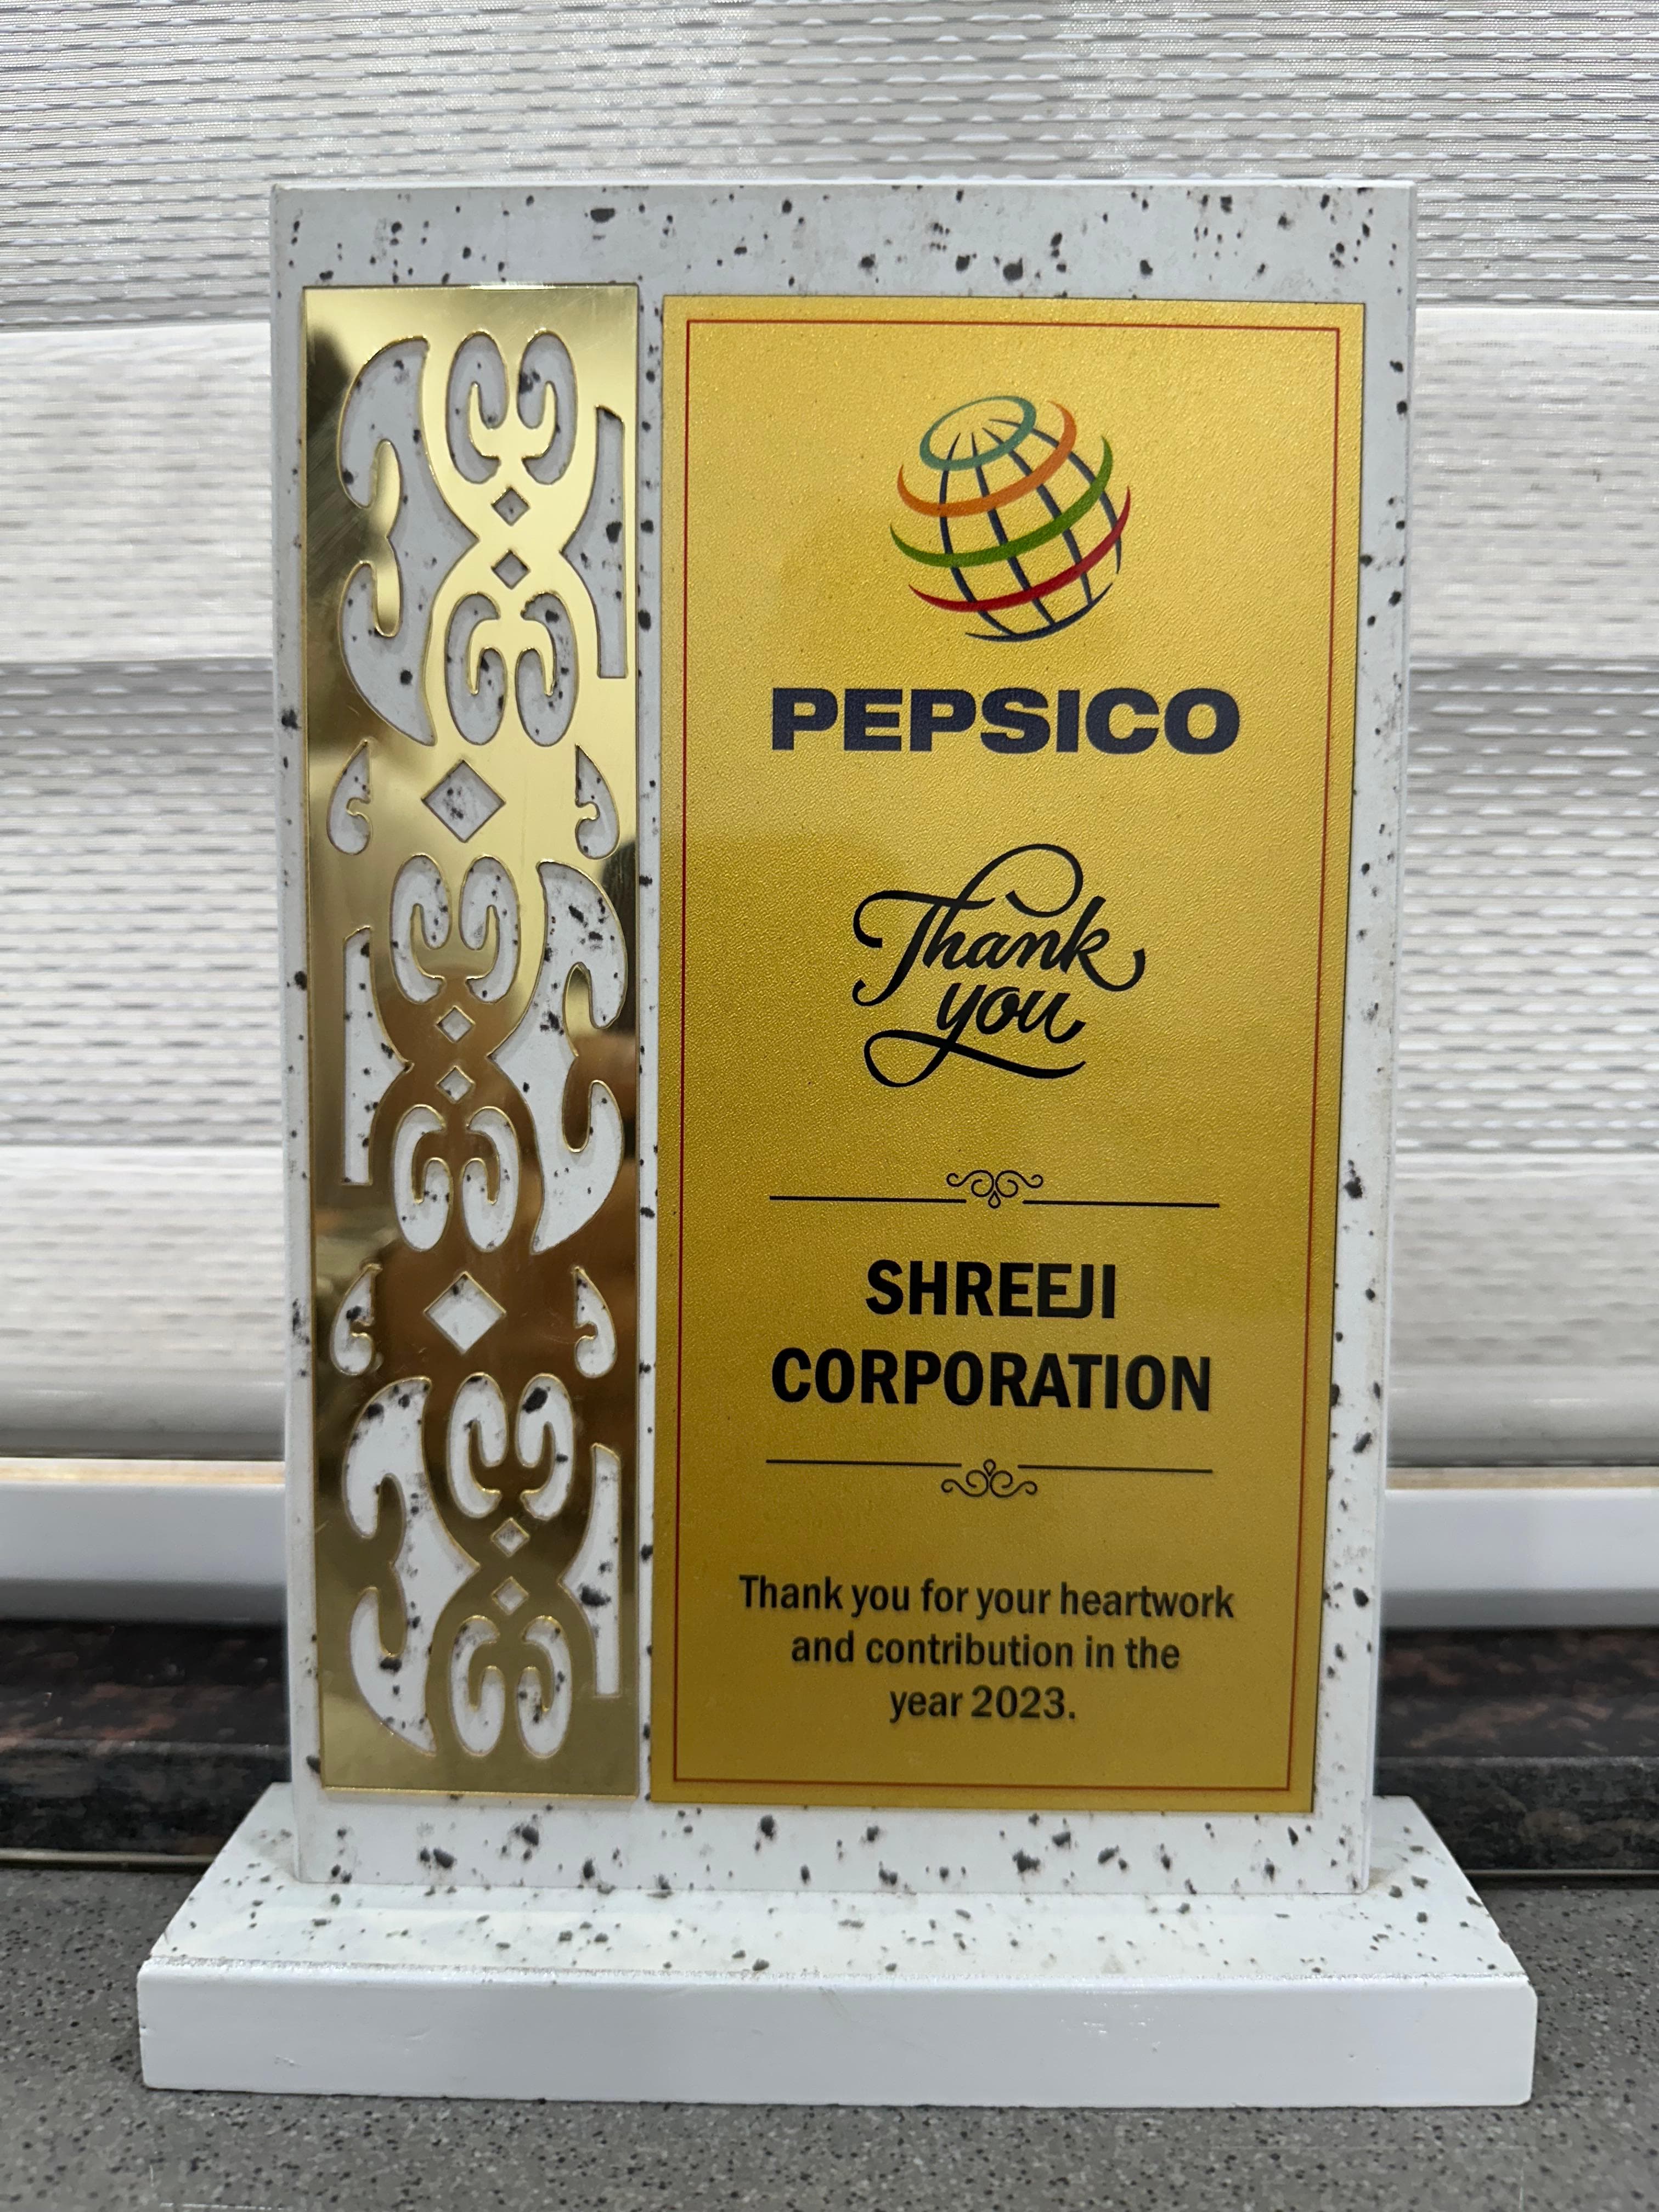 PEPSICO
Thank
you
SHREEJI
CORPORATION
Thank you for your heartwork
and contribution in the
year 2023.